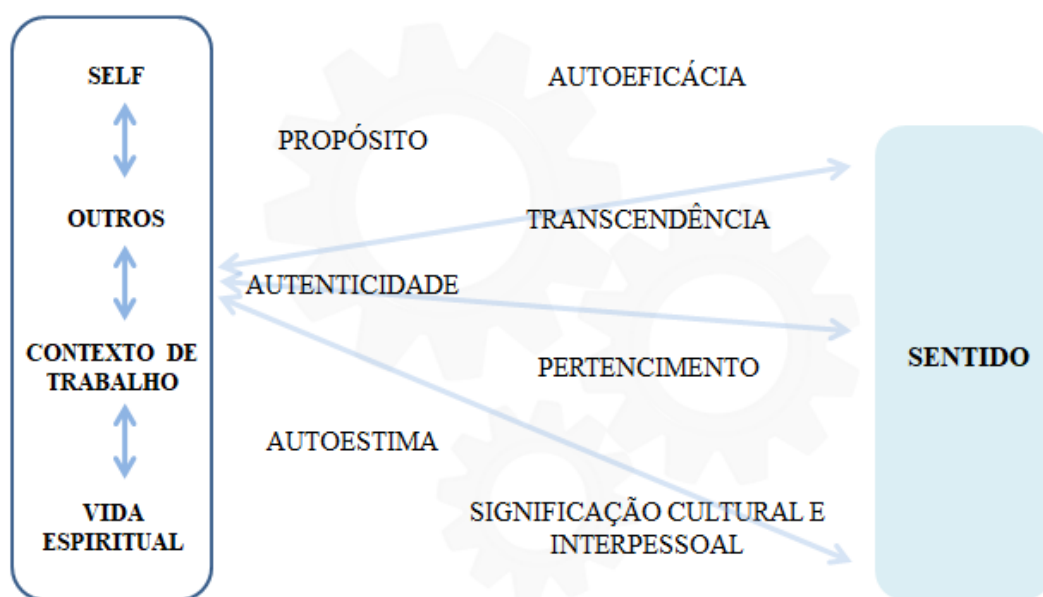 SELF
OUTROS
CONTEXTO DE
TRABALHO
VIDA
ESPIRITUAL
AUTOEFICÁCIA
PROPÓSITO
TRANSCENDÊNCIA
AUTENTICIDADE
PERTENCIMENTO
AUTOESTIMA
SIGNIFICAÇÃO CULTURAL E
INTERPESSOAL
SENTIDO